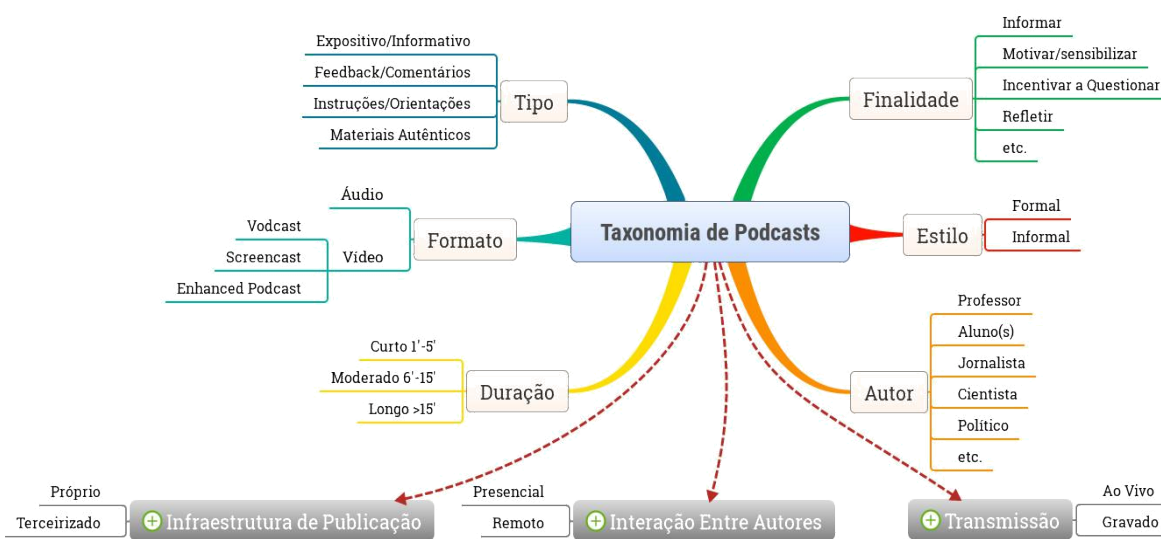 Taxonomia de Podcasts
Tipo
Expositivo/Informativo
Feedback/Comentários
Instruções/Orientações
Materiais Autênticos
Formato
Áudio
Vídeo
Vodcast
Screencast
Enhanced Podcast
Duração
Curto 1'-5'
Moderado 6'-15'
Longo >15'
Finalidade
Informar
Motivar/sensibilizar
Incentivar a Questionar
Refletir
etc.
Estilo
Formal
Informal
Autor
Professor
Aluno(s)
Jornalista
Cientista
Político
etc.
Infraestrutura de Publicação
Próprio
Terceirizado
Interação Entre Autores
Presencial
Remoto
Transmissão
Ao Vivo
Gravado